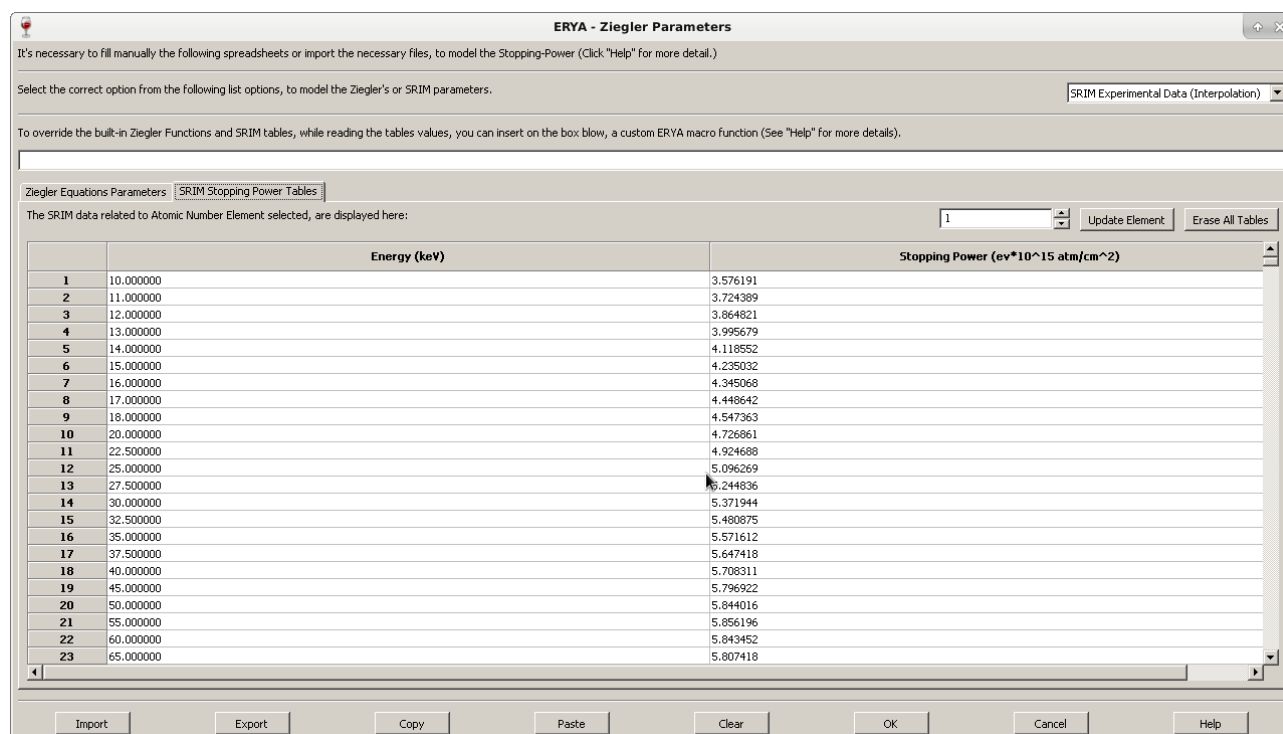 ERYA - Ziegler Parameters
It's necessary to fill manually the following spreadsheets or import the necessary files, to model the Stopping-Power (Click "Help" for more detail.)
Select the correct option from the following list options, to model the Ziegler's or SRIM parameters.
SRIM Experimental Data (Interpolation)
To override the built-in Ziegler Functions and SRIM tables, while reading the tables values, you can insert on the box blow, a custom ERYA macro function (See "Help" for more details).
Ziegler Equations Parameters SRIM Stopping Power Tables
The SRIM data related to Atomic Number Element selected, are displayed here: 1 Update Element Erase All Tables
Energy (keV) Stopping Power (ev*10^15 atm/cm^2)
1 10.000000 3.576191
2 11.000000 3.724389
3 12.000000 3.864821
4 13.000000 3.995679
5 14.000000 4.118552
6 15.000000 4.235032
7 16.000000 4.345068
8 17.000000 4.448642
9 18.000000 4.547363
10 20.000000 4.726861
11 22.500000 4.924688
12 25.000000 5.096269
13 27.500000 5.244836
14 30.000000 5.371944
15 32.500000 5.480875
16 35.000000 5.571612
17 37.500000 5.647418
18 40.000000 5.708311
19 45.000000 5.796922
20 50.000000 5.844016
21 55.000000 5.856196
22 60.000000 5.843452
23 65.000000 5.807418
Import Export Copy Paste Clear OK Cancel Help